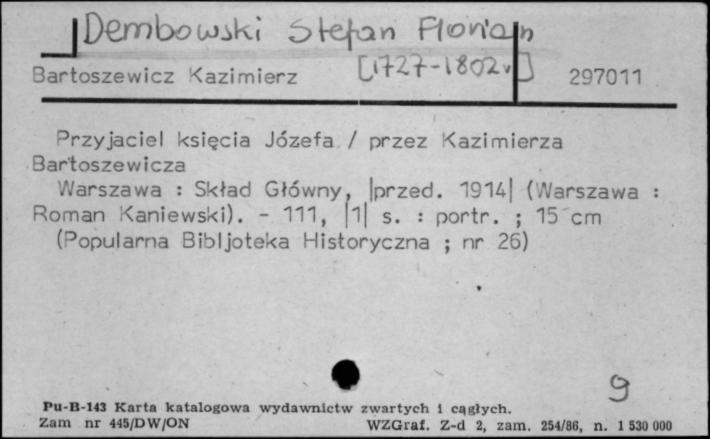 Dembowski Stefan Florian
[1727-1802]
Bartoszewicz Kazimierz 297011
Przyjaciel księcia Józefa / przez Kazimierza
Bartoszewicza
Warszawa : Skład Główny, |przed. 1914| (Warszawa :
Roman Kaniewski). - 111, |1| s. : portr. ; 15 cm
(Popularna Bibljoteka Historyczna ; nr 26)
9
Pu-B-143 Karta katalogowa wydawnictw zwartych i cągłych.
Zam nr 445/DW/ON WZGraf. Z-d 2, zam. 254/86, n. 1 530 000